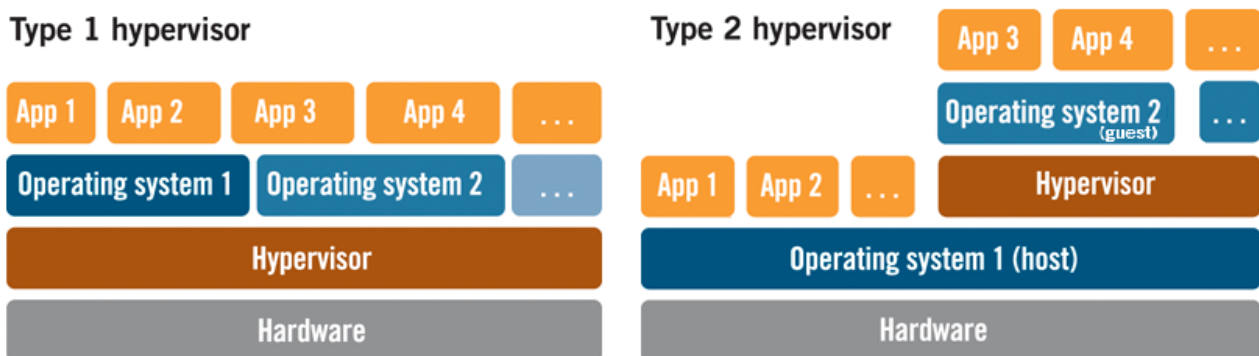 Type 1 hypervisor
App 1 App 2 App 3 App 4 ...
Operating system 1 Operating system 2 ...
Hypervisor
Hardware
Type 2 hypervisor
App 3 App 4 ...
Operating system 2 ...
(guest)
App 1 App 2 ... Hypervisor
Operating system 1 (host)
Hardware